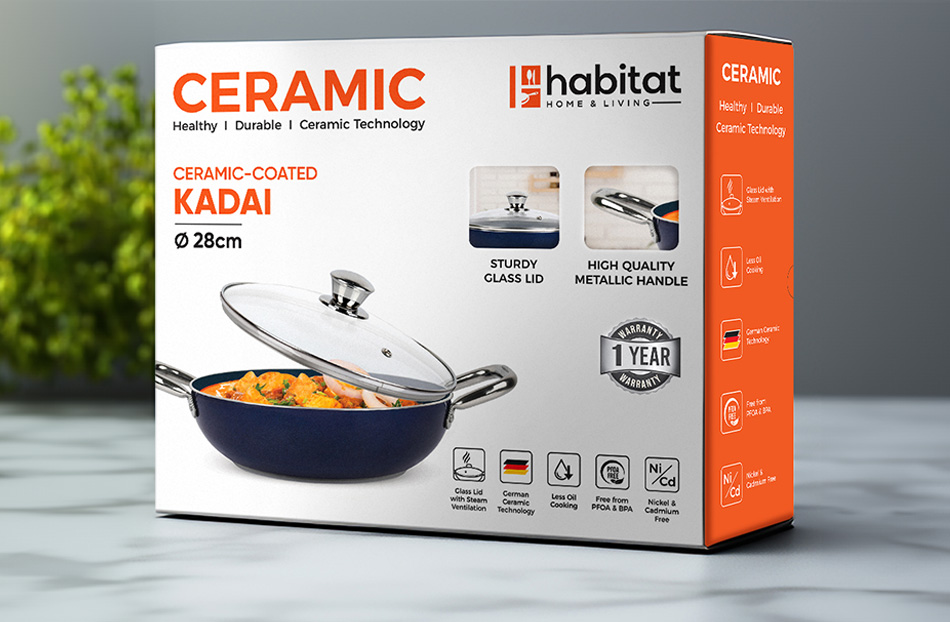 CERAMIC
Healthy | Durable | Ceramic Technology
habitat
HOME & LIVING
CERAMIC-COATED
KADAI
Ø 28cm
STURDY
GLASS LID
HIGH QUALITY
METALLIC HANDLE
WARRANTY
1 YEAR
WARRANTY
Glass Lid
with Steam
Ventilation
German
Ceramic
Technology
Less Oil
Cooking
PFOA
FREE
Free from
PFOA & BPA
Ni/Cd
Nickel &
Cadmium
Free
CERAMIC
Healthy | Durable
Ceramic Technology
Glass Lid with
Steam Ventilation
Less Oil
Cooking
German Ceramic
Technology
PFOA
FREE
Free from
PFOA & BPA
Ni/Cd
Nickel &
Cadmium Free